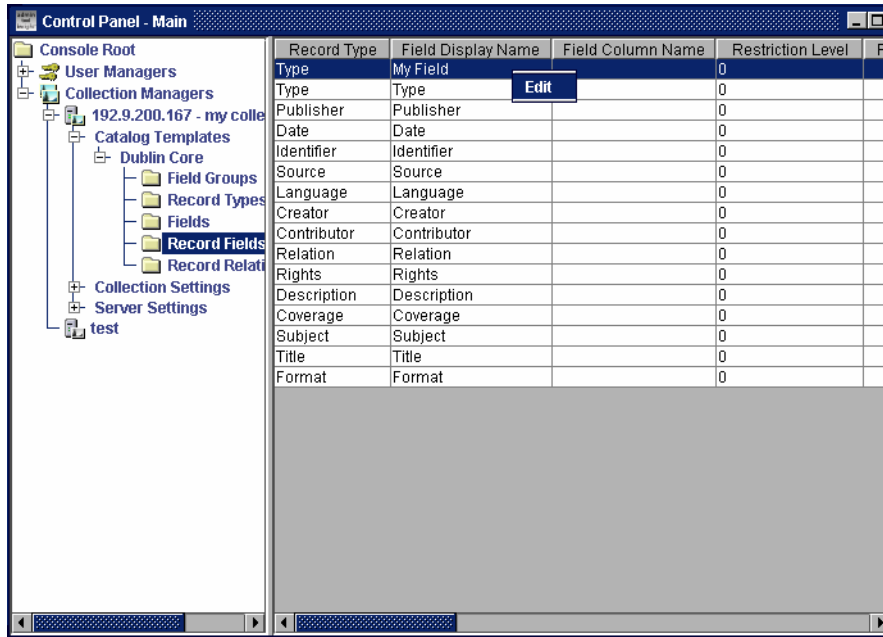 Control Panel - Main
Console Root
User Managers
Collection Managers
192.9.200.167 - my colle
Catalog Templates
Dublin Core
Field Groups
Record Types
Fields
Record Fields
Record Relati
Collection Settings
Server Settings
test
Record Type Field Display Name Field Column Name Restriction Level F
Type My Field 0
Edit
Type Type 0
Publisher Publisher 0
Date Date 0
Identifier Identifier 0
Source Source 0
Language Language 0
Creator Creator 0
Contributor Contributor 0
Relation Relation 0
Rights Rights 0
Description Description 0
Coverage Coverage 0
Subject Subject 0
Title Title 0
Format Format 0